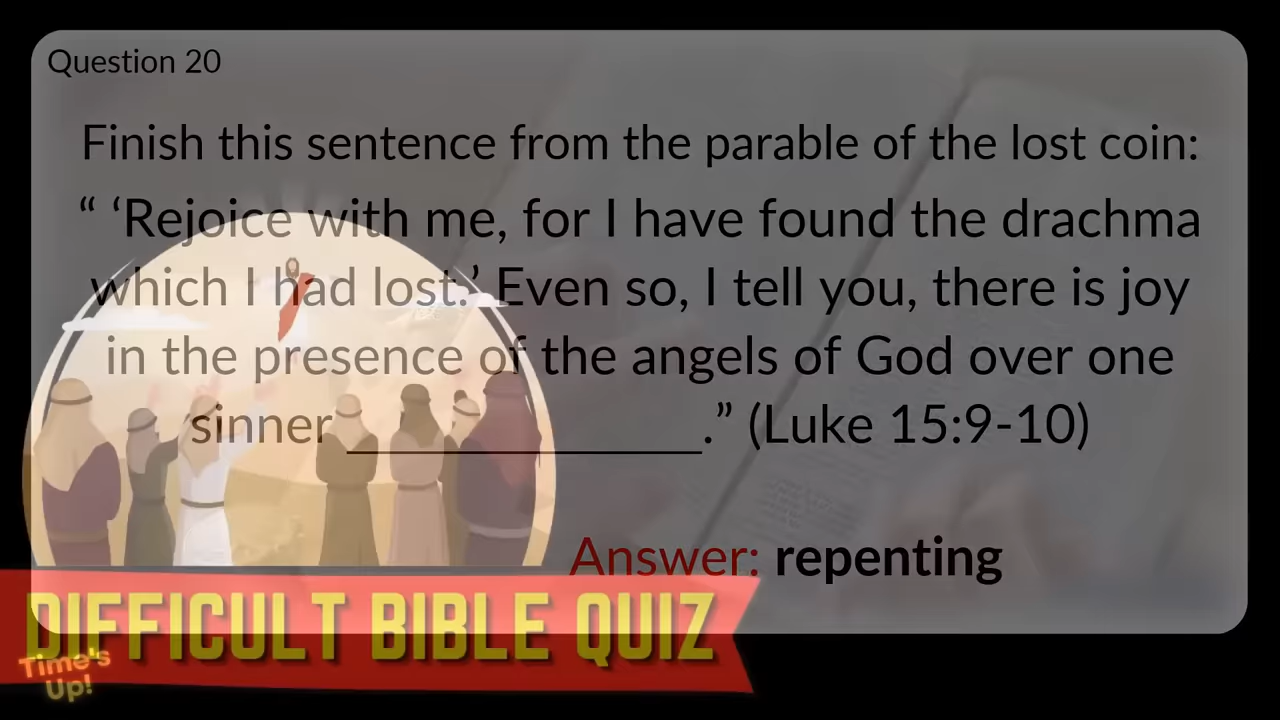 Question 20
Finish this sentence from the parable of the lost coin:
“ ‘Rejoice with me, for I have found the drachma
which I had lost.’ Even so, I tell you, there is joy
in the presence of the angels of God over one
sinner______________.” (Luke 15:9-10)
Answer: repenting
DIFFICULT BIBLE QUIZ
Time's
Up!